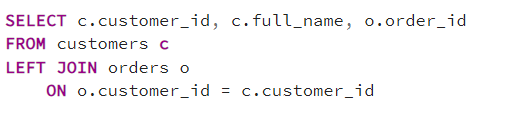 SELECT c.customer_id, c.full_name, o.order_id
FROM customers c
LEFT JOIN orders o
    ON o.customer_id = c.customer_id